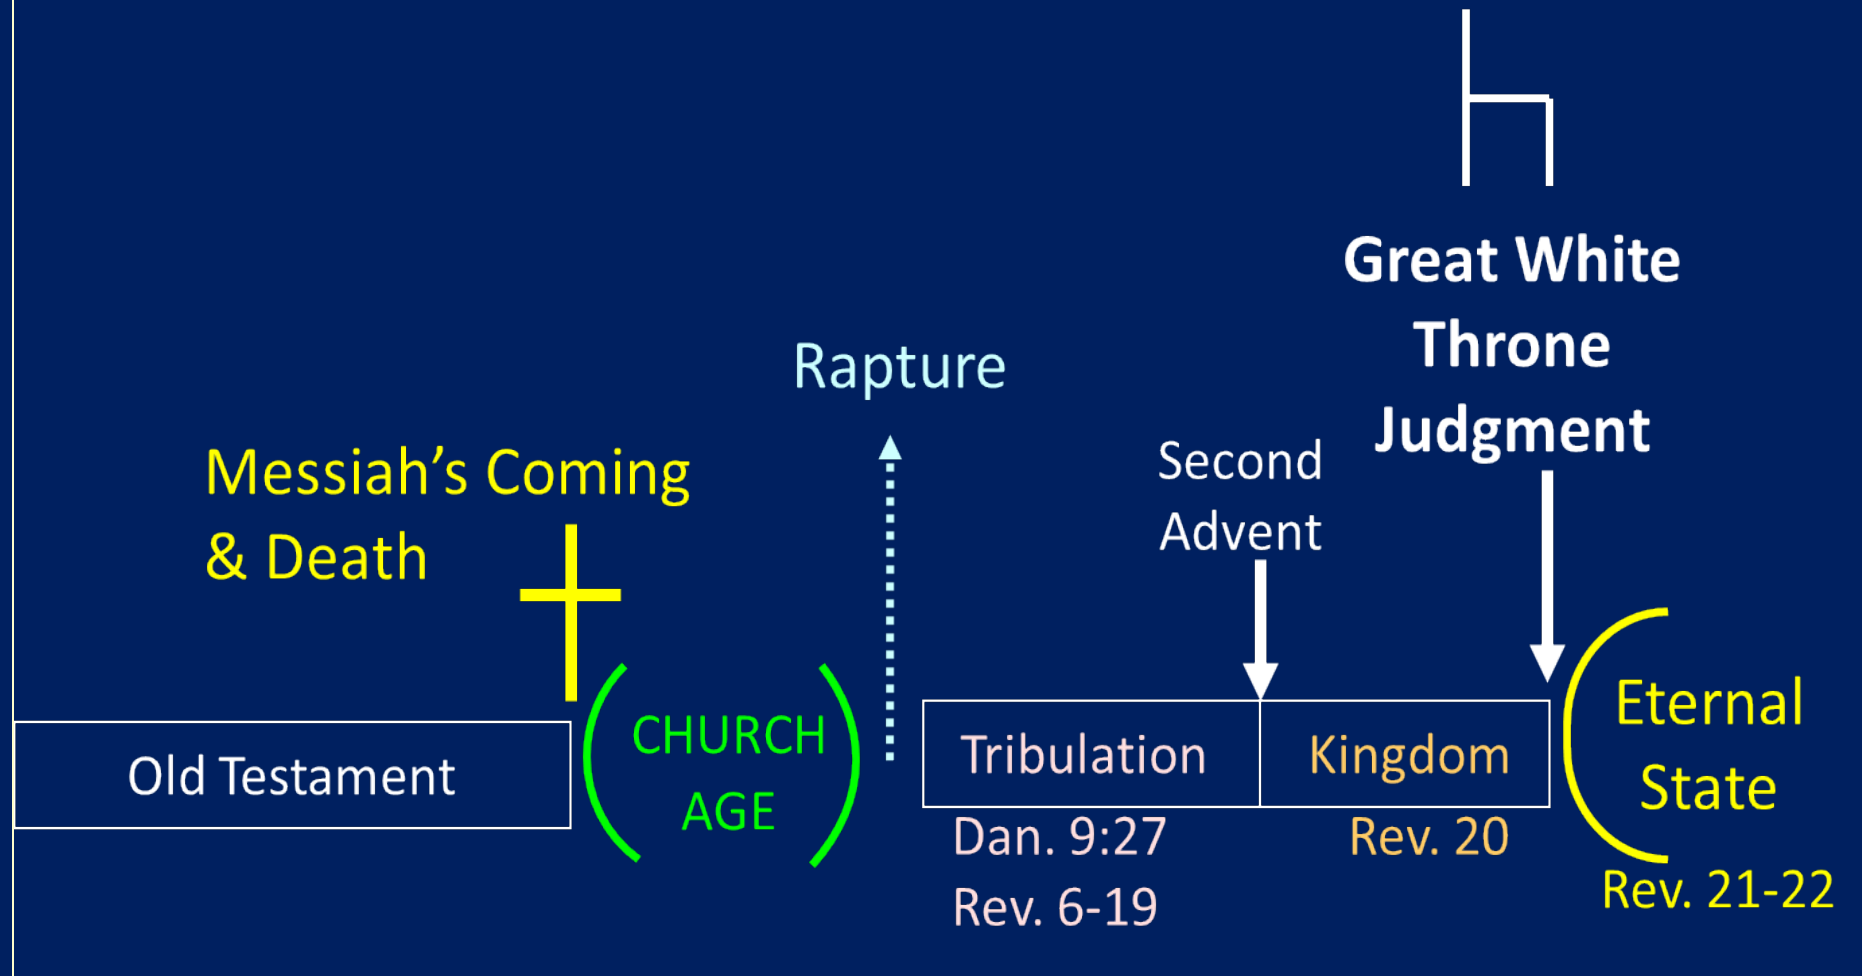 Great White
Throne
Judgment
Rapture
Second
Advent
Messiah’s Coming
& Death
Old Testament
CHURCH
AGE
Tribulation
Kingdom
Eternal
State
Dan. 9:27
Rev. 6-19
Rev. 20
Rev. 21-22